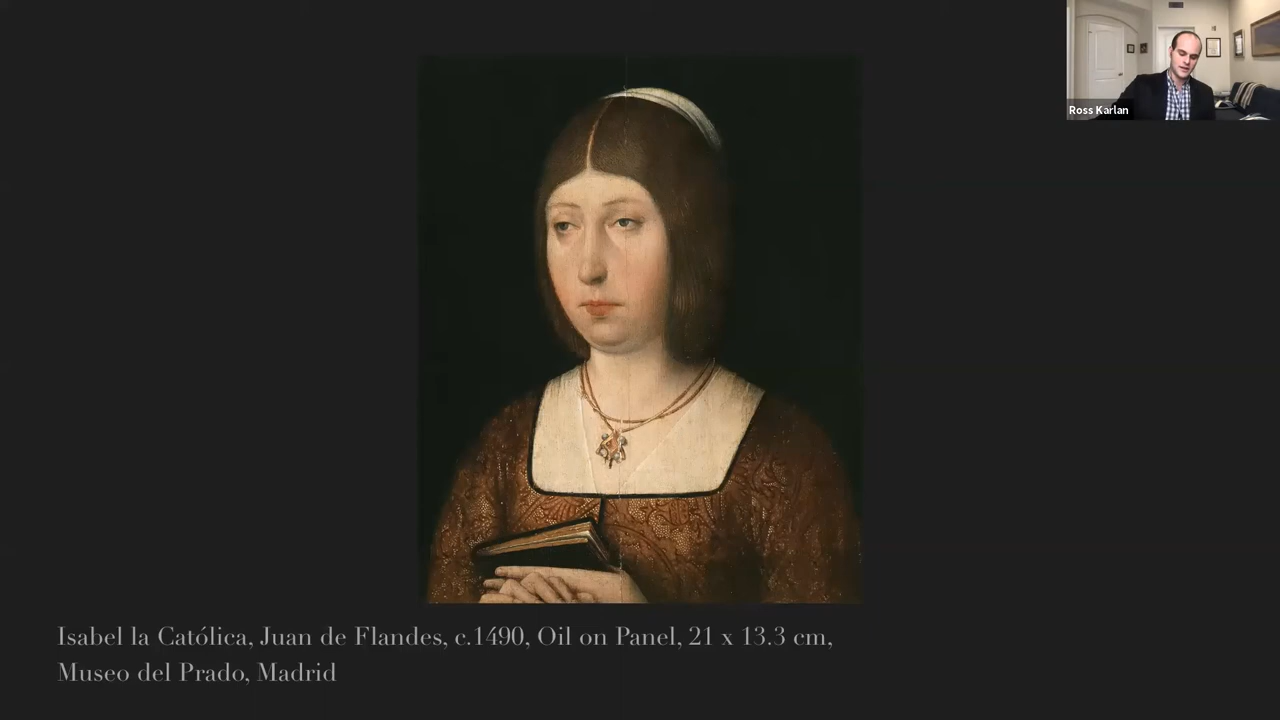 Ross Karlan
Isabel la Católica, Juan de Flandes, c.1490, Oil on Panel, 21 x 13.3 cm,
Museo del Prado, Madrid